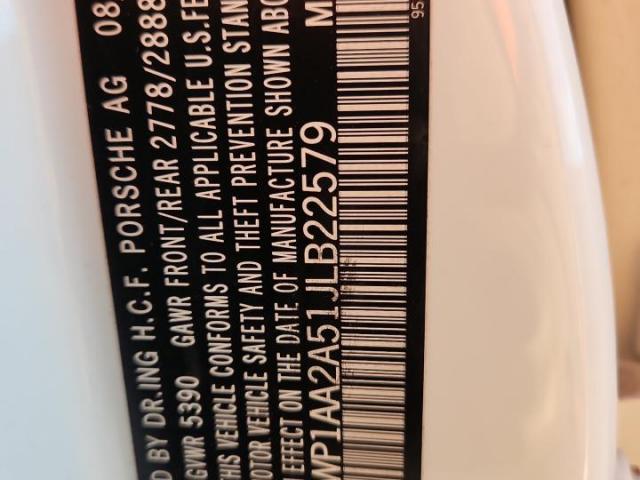 D BY DR.ING H.C.F. PORSCHE AG 08
GVWR 5390 GAWR FRONT/REAR 2778/2888
THIS VEHICLE CONFORMS TO ALL APPLICABLE U.S.FE
MOTOR VEHICLE SAFETY AND THEFT PREVENTION STAN
EFFECT ON THE DATE OF MANUFACTURE SHOWN ABO
WP1AA2A51JLB22579 M
95